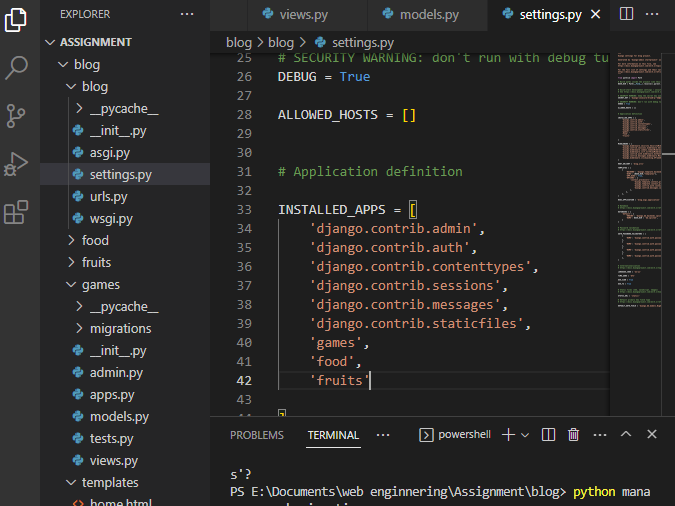 EXPLORER
ASSIGNMENT
blog
blog
__pycache__
__init__.py
asgi.py
settings.py
urls.py
wsgi.py
food
fruits
games
__pycache__
migrations
__init__.py
admin.py
apps.py
models.py
tests.py
views.py
templates
home.html
views.py
models.py
settings.py
blog > blog > settings.py
25 # SECURITY WARNING: don't run with debug tu
26 DEBUG = True
27
28 ALLOWED_HOSTS = []
29
30
31 # Application definition
32
33 INSTALLED_APPS = [
34 'django.contrib.admin',
35 'django.contrib.auth',
36 'django.contrib.contenttypes',
37 'django.contrib.sessions',
38 'django.contrib.messages',
39 'django.contrib.staticfiles',
40 'games',
41 'food',
42 'fruits'
43
44 ]
PROBLEMS TERMINAL ... powershell
s'?
PS E:\Documents\web enginnering\Assignment\blog> python mana